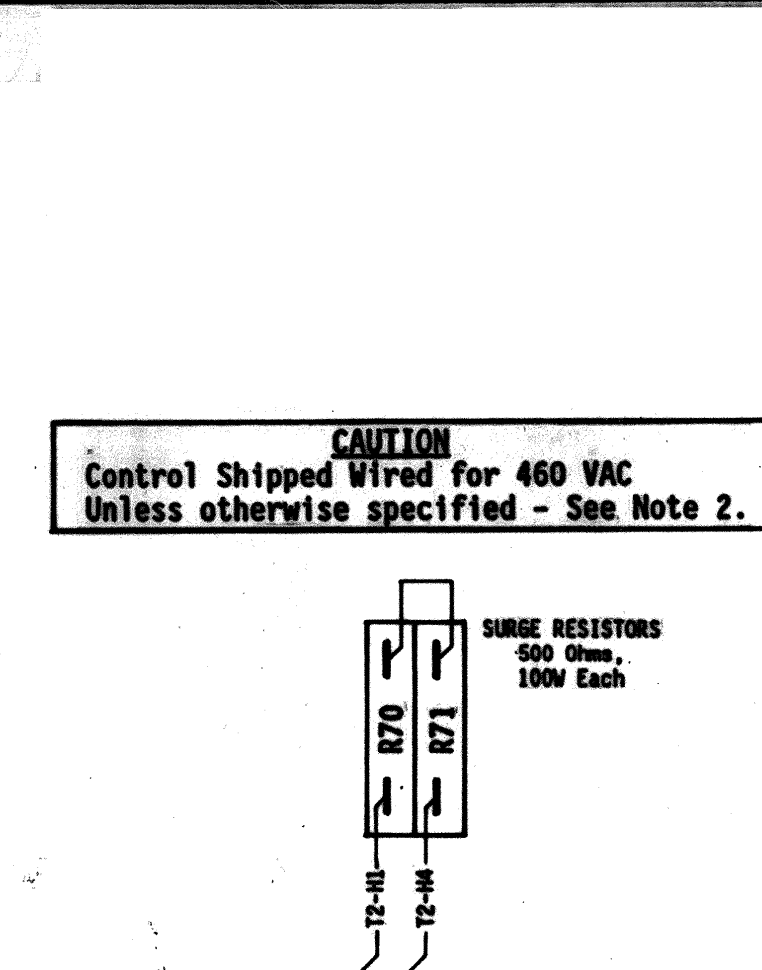 CAUTION
Control Shipped Wired for 460 VAC
Unless otherwise specified - See Note 2.
SURGE RESISTORS
500 Ohms,
100W Each
R70
R71
T2-H1
T2-H4